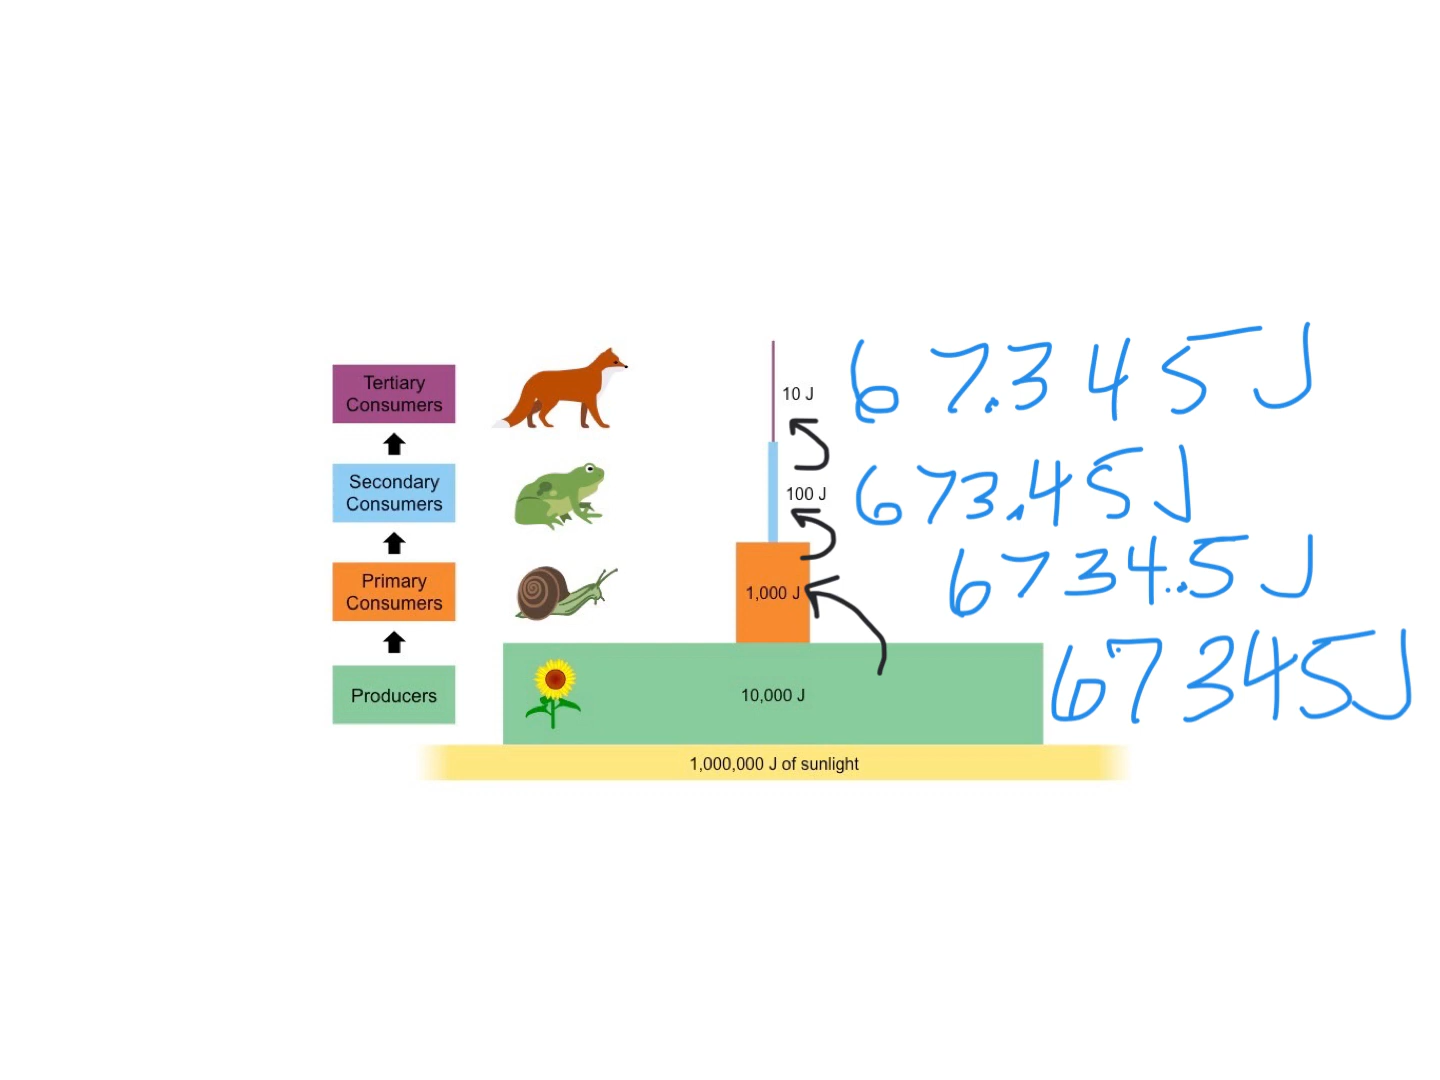 Tertiary
Consumers
10 J
67.345 J
Secondary
Consumers
100 J
673.45 J
Primary
Consumers
1,000 J
6734..5 J
Producers
10,000 J
67345J
1,000,000 J of sunlight